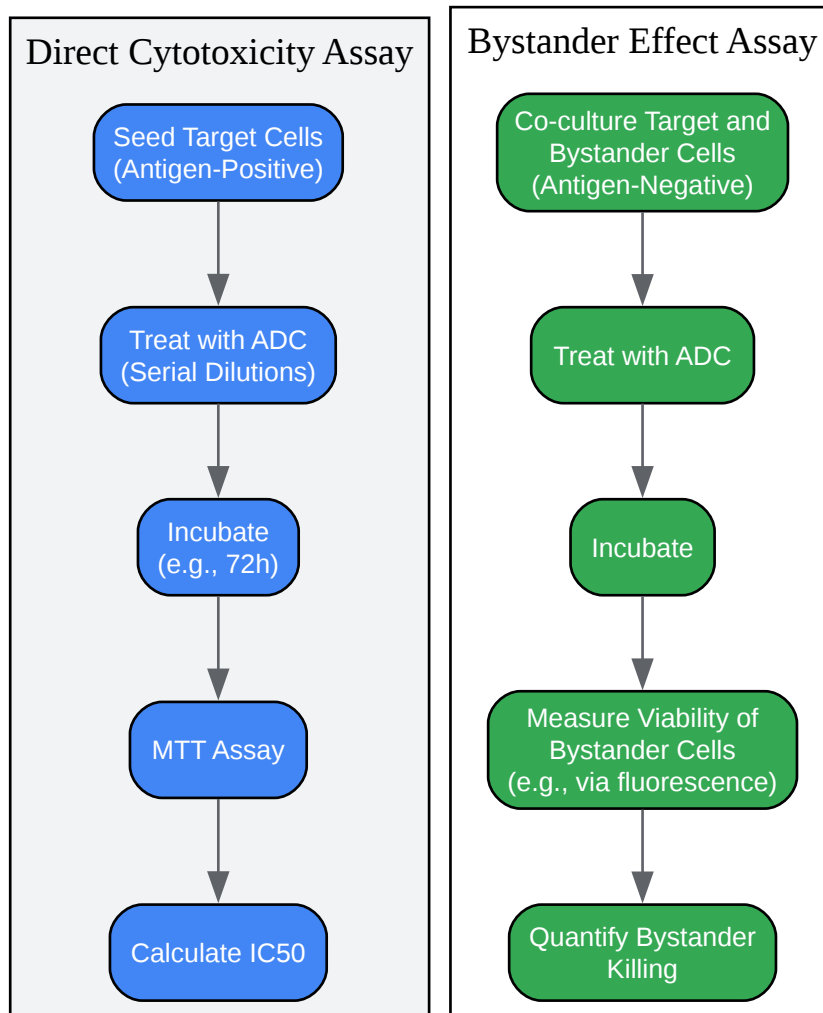 Direct Cytotoxicity Assay
Seed Target Cells
(Antigen-Positive)
Treat with ADC
(Serial Dilutions)
Incubate
(e.g., 72h)
MTT Assay
Calculate IC50
Bystander Effect Assay
Co-culture Target and
Bystander Cells
(Antigen-Negative)
Treat with ADC
Incubate
Measure Viability of
Bystander Cells
(e.g., via fluorescence)
Quantify Bystander
Killing